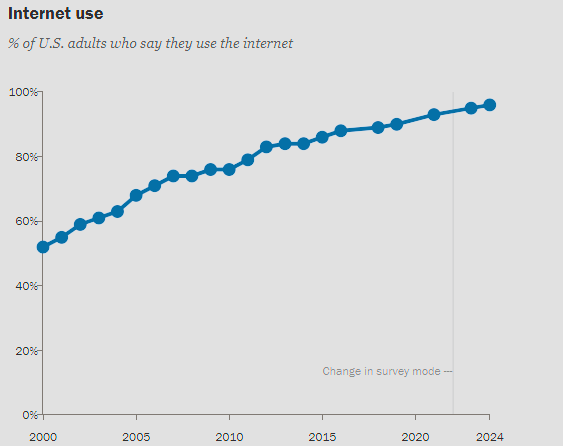 Internet use
% of U.S. adults who say they use the internet
100%
80%
60%
40%
20%
Change in survey mode
0%
2000 2005 2010 2015 2020 2024